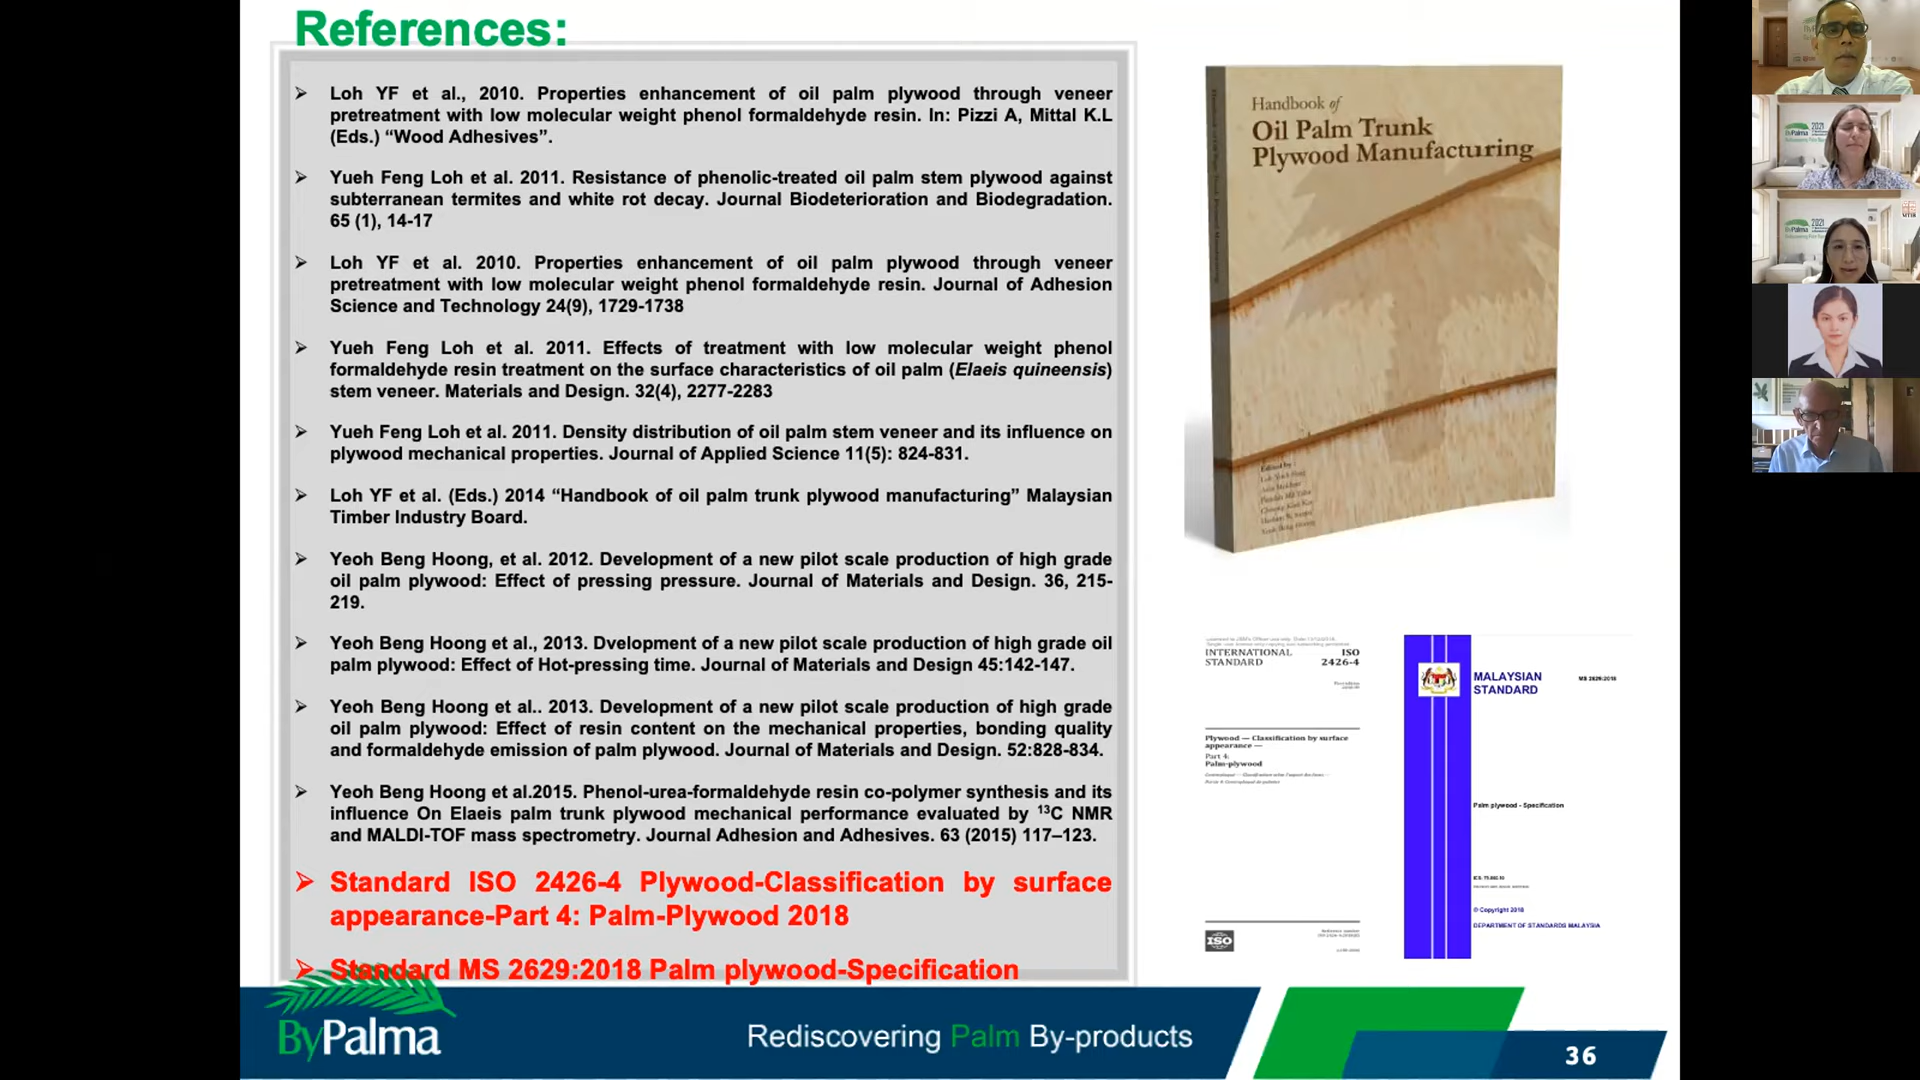 References:
➢ Loh YF et al., 2010. Properties enhancement of oil palm plywood through veneer
pretreatment with low molecular weight phenol formaldehyde resin. In: Pizzi A, Mittal K.L
(Eds.) “Wood Adhesives”.
➢ Yueh Feng Loh et al. 2011. Resistance of phenolic-treated oil palm stem plywood against
subterranean termites and white rot decay. Journal Biodeterioration and Biodegradation.
65 (1), 14-17
➢ Loh YF et al. 2010. Properties enhancement of oil palm plywood through veneer
pretreatment with low molecular weight phenol formaldehyde resin. Journal of Adhesion
Science and Technology 24(9), 1729-1738
➢ Yueh Feng Loh et al. 2011. Effects of treatment with low molecular weight phenol
formaldehyde resin treatment on the surface characteristics of oil palm (Elaeis quineensis)
stem veneer. Materials and Design. 32(4), 2277-2283
➢ Yueh Feng Loh et al. 2011. Density distribution of oil palm stem veneer and its influence on
plywood mechanical properties. Journal of Applied Science 11(5): 824-831.
➢ Loh YF et al. (Eds.) 2014 “Handbook of oil palm trunk plywood manufacturing” Malaysian
Timber Industry Board.
➢ Yeoh Beng Hoong, et al. 2012. Development of a new pilot scale production of high grade
oil palm plywood: Effect of pressing pressure. Journal of Materials and Design. 36, 215-
219.
➢ Yeoh Beng Hoong et al., 2013. Dvelopment of a new pilot scale production of high grade oil
palm plywood: Effect of Hot-pressing time. Journal of Materials and Design 45:142-147.
➢ Yeoh Beng Hoong et al.. 2013. Development of a new pilot scale production of high grade
oil palm plywood: Effect of resin content on the mechanical properties, bonding quality
and formaldehyde emission of palm plywood. Journal of Materials and Design. 52:828-834.
➢ Yeoh Beng Hoong et al.2015. Phenol-urea-formaldehyde resin co-polymer synthesis and its
influence On Elaeis palm trunk plywood mechanical performance evaluated by ¹³C NMR
and MALDI-TOF mass spectrometry. Journal Adhesion and Adhesives. 63 (2015) 117–123.
➢ Standard ISO 2426-4 Plywood-Classification by surface
appearance-Part 4: Palm-Plywood 2018
➢ Standard MS 2629:2018 Palm plywood-Specification
Handbook of
Oil Palm Trunk
Plywood Manufacturing
Edited by
INTERNATIONAL ISO
STANDARD 2426-4
Plywood — Classification by surface
appearance —
Part 4:
Palm-plywood
ISO
MALAYSIAN
STANDARD
MS 2629:2018
Palm plywood - Specification
© Copyright 2018
DEPARTMENT OF STANDARDS MALAYSIA
ByPalma
Rediscovering Palm By-products
36